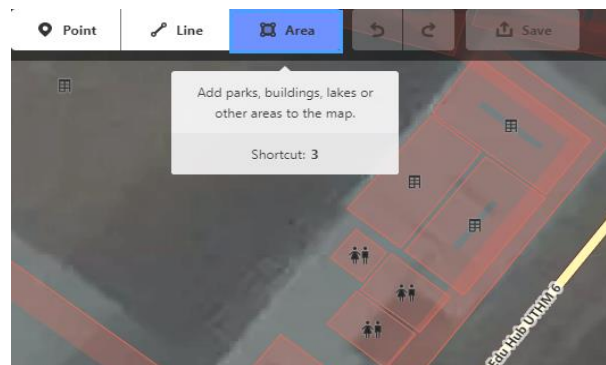 Point
Line
Area
Save
Add parks, buildings, lakes or
other areas to the map.
Shortcut: 3
Edu Hub UTHM 6